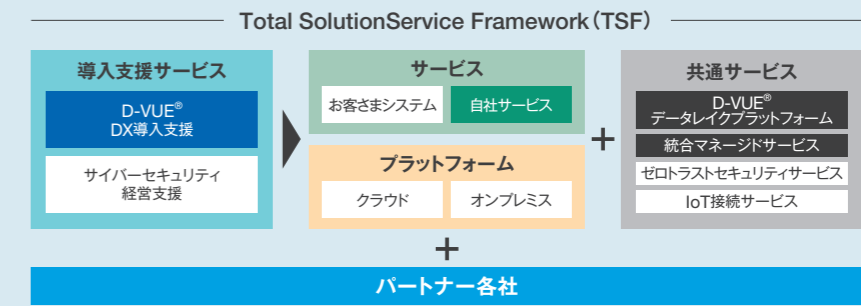 Total SolutionService Framework(TSF)
導入支援サービス
D-VUE®
DX導入支援
サイバーセキュリティ
経営支援
サービス
お客さまシステム
自社サービス
プラットフォーム
クラウド
オンプレミス
+
共通サービス
D-VUE®
データレイクプラットフォーム
統合マネージドサービス
ゼロトラストセキュリティサービス
IoT接続サービス
+
パートナー各社